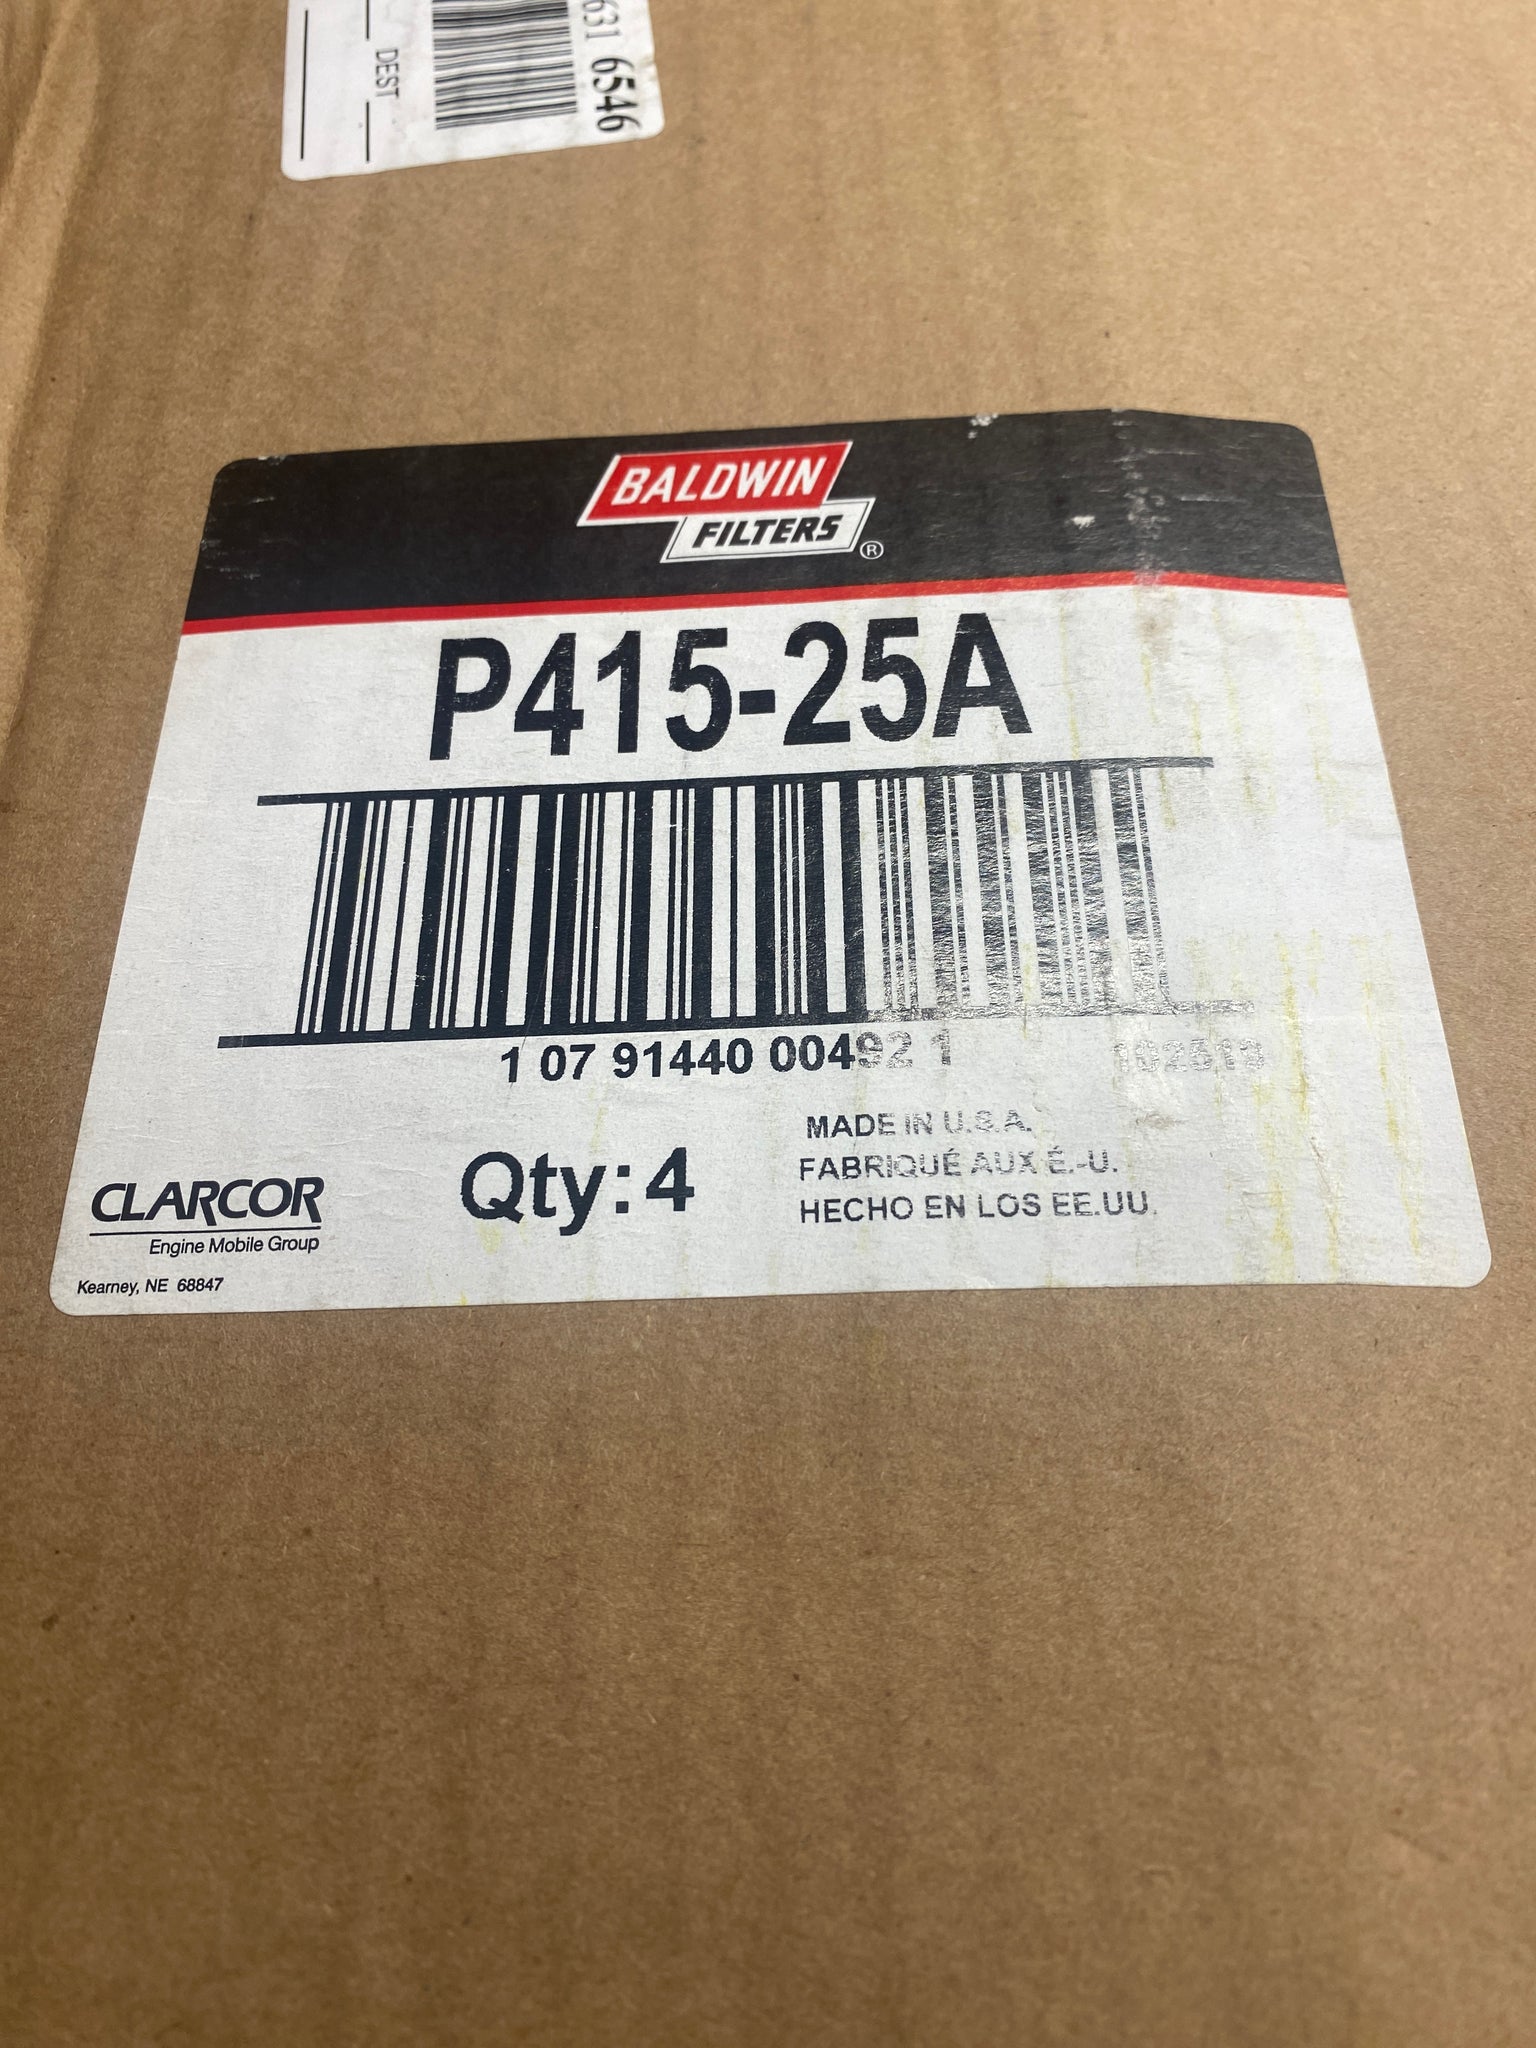 DEST
631 6546
BALDWIN
FILTERS®
P415-25A
1 07 91440 00492 1
MADE IN U.S.A.
FABRIQUÉ AUX É.-U.
HECHO EN LOS EE.UU.
Qty: 4
CLARCOR
Engine Mobile Group
Kearney, NE 68847